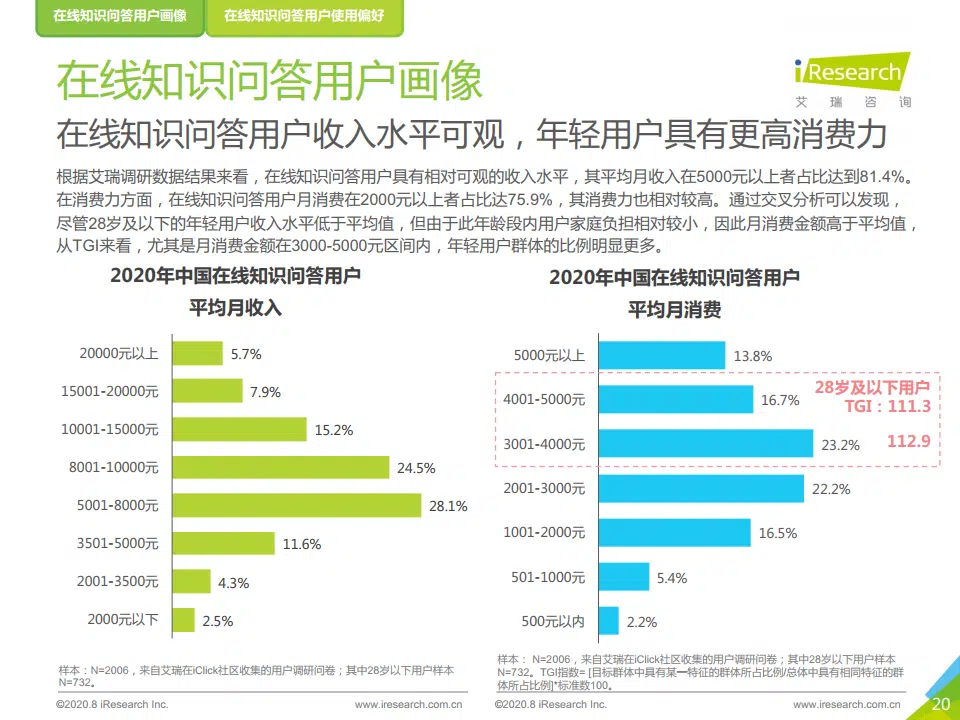 在线知识问答用户画像
在线知识问答用户使用偏好
在线知识问答用户画像
iResearch
艾 瑞 咨 询
在线知识问答用户收入水平可观，年轻用户具有更高消费力
根据艾瑞调研数据结果来看，在线知识问答用户具有相对可观的收入水平，其平均月收入在5000元以上者占比达到81.4%。
在消费力方面，在线知识问答用户月消费在2000元以上者占比达75.9%，其消费力也相对较高。通过交叉分析可以发现，
尽管28岁及以下的年轻用户收入水平低于平均值，但由于此年龄段内用户家庭负担相对较小，因此月消费金额高于平均值，
从TGI来看，尤其是月消费金额在3000-5000元区间内，年轻用户群体的比例明显更多。
2020年中国在线知识问答用户
平均月收入
20000元以上 5.7%
15001-20000元 7.9%
10001-15000元 15.2%
8001-10000元 24.5%
5001-8000元 28.1%
3501-5000元 11.6%
2001-3500元 4.3%
2000元以下 2.5%
样本：N=2006，来自艾瑞在iClick社区收集的用户调研问卷；其中28岁以下用户样本
N=732。
©2020.8 iResearch Inc.
www.iresearch.com.cn
2020年中国在线知识问答用户
平均月消费
5000元以上 13.8%
4001-5000元 16.7%
28岁及以下用户
TGI：111.3
3001-4000元 23.2% 112.9
2001-3000元 22.2%
1001-2000元 16.5%
501-1000元 5.4%
500元以内 2.2%
样本： N=2006，来自艾瑞在iClick社区收集的用户调研问卷；其中28岁以下用户样本
N=732。TGI指数= [目标群体中具有某一特征的群体所占比例/总体中具有相同特征的群
体所占比例]*标准数100。
©2020.8 iResearch Inc.
www.iresearch.com.cn
20